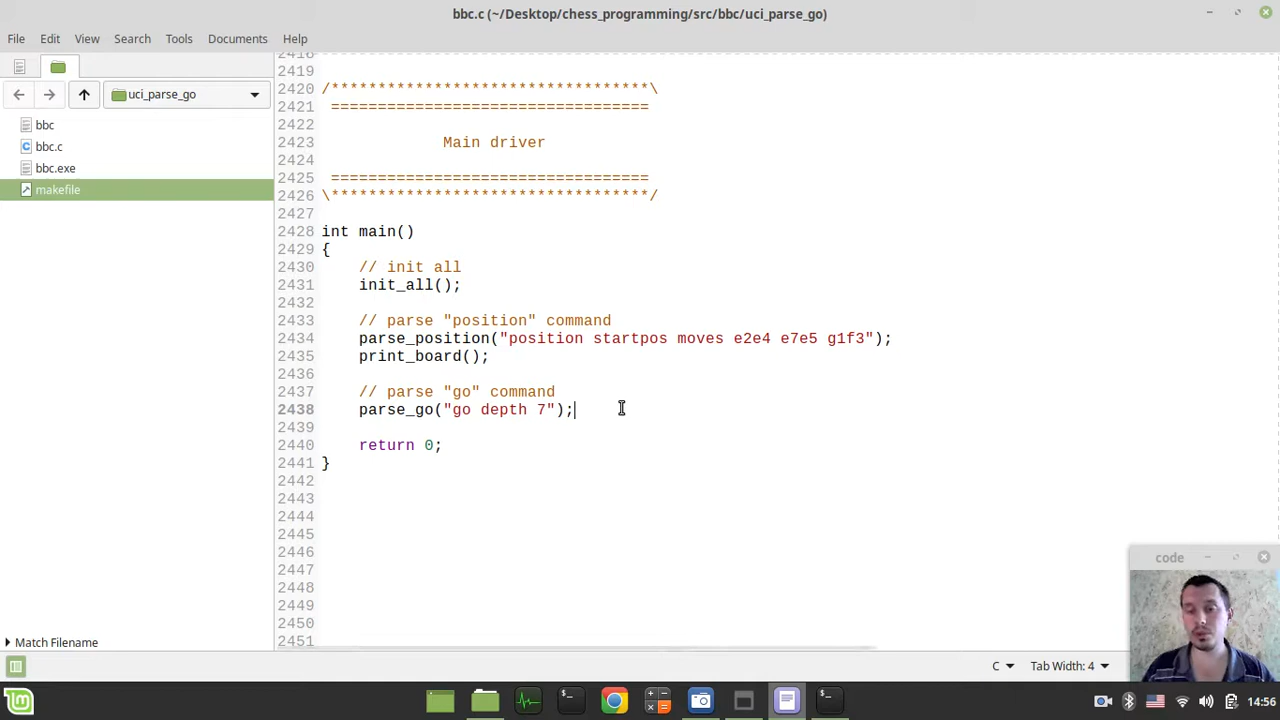 bbc.c (~/Desktop/chess_programming/src/bbc/uci_parse_go)
File Edit View Search Tools Documents Help
uci_parse_go
bbc
bbc.c
bbc.exe
makefile
2418
2419
2420 /**********************************\
2421 ==================================
2422
2423 Main driver
2424
2425 ==================================
2426 \**********************************/
2427
2428 int main()
2429 {
2430 // init all
2431 init_all();
2432
2433 // parse "position" command
2434 parse_position("position startpos moves e2e4 e7e5 g1f3");
2435 print_board();
2436
2437 // parse "go" command
2438 parse_go("go depth 7");
2439
2440 return 0;
2441 }
2442
2443
2444
2445
2446
2447
2448
2449
2450
2451
code
Match Filename
C Tab Width: 4
14:56